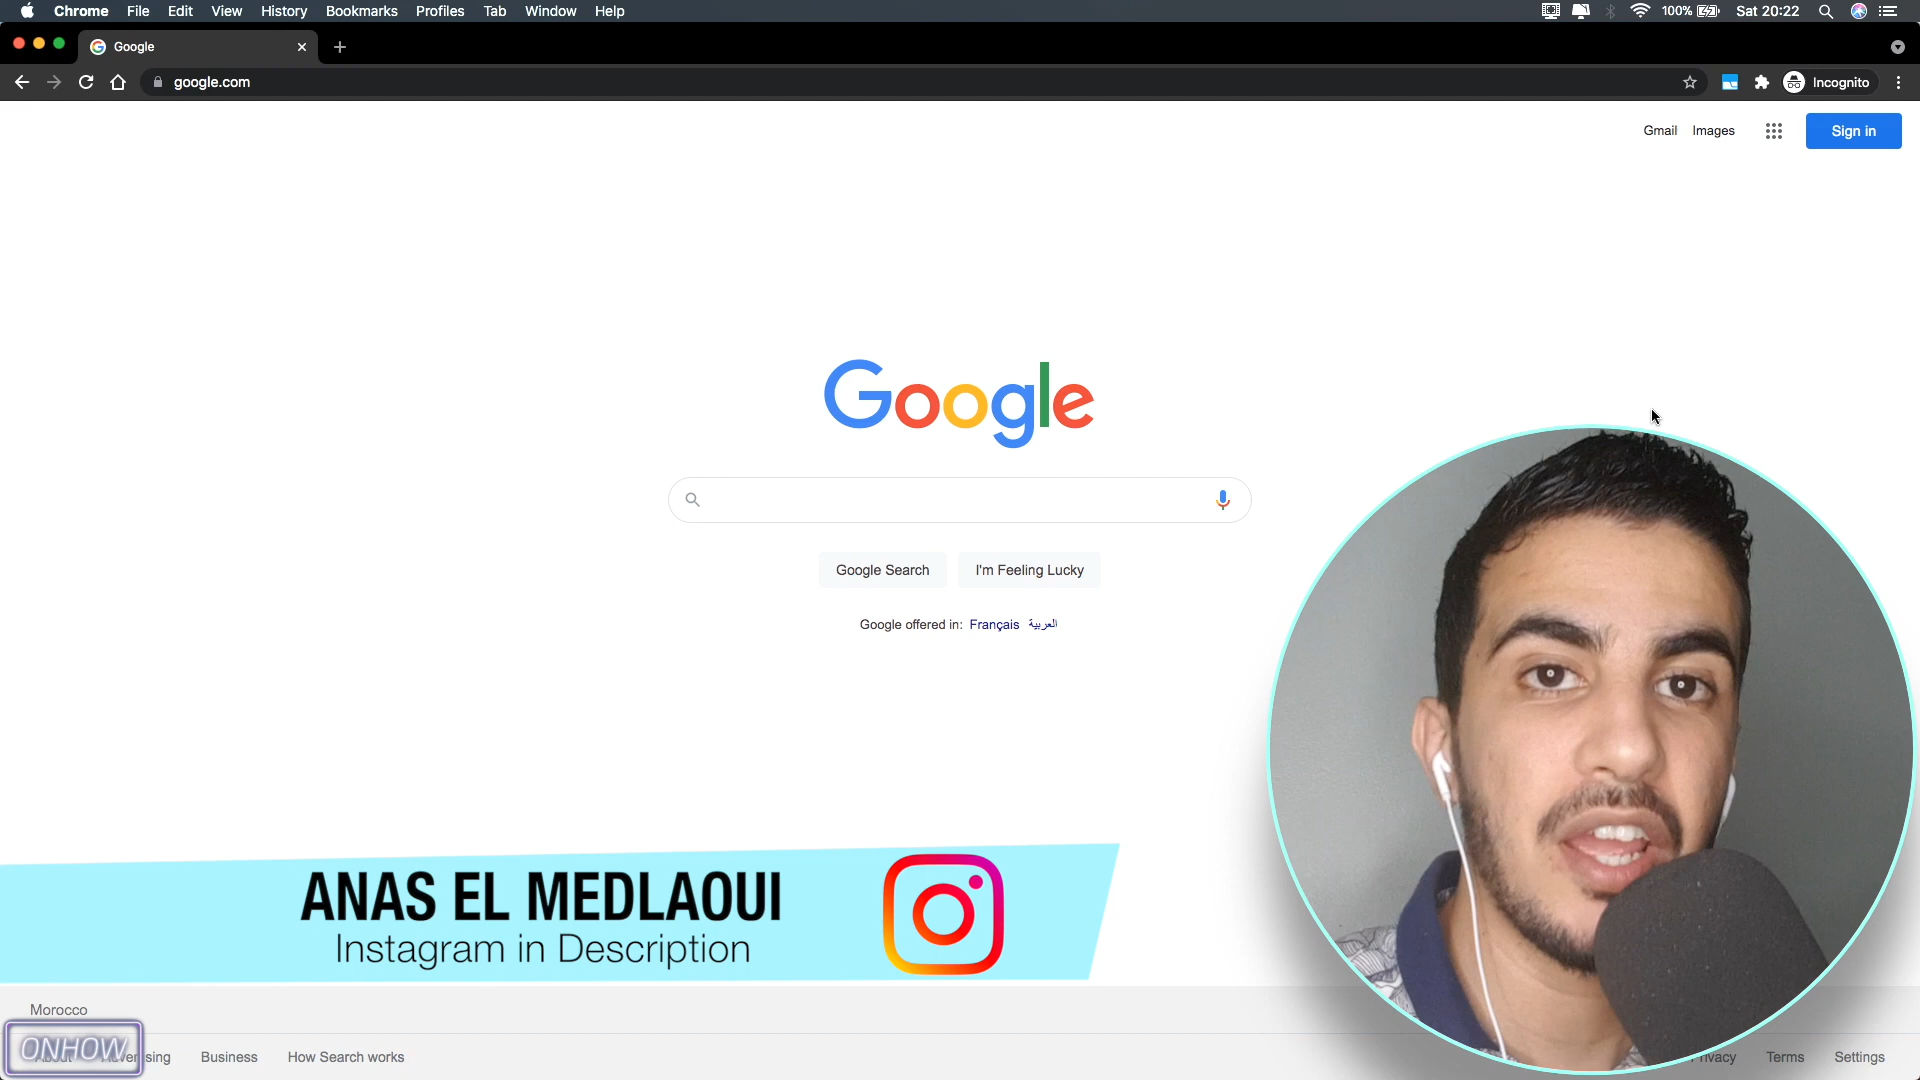 Chrome File Edit View History Bookmarks Profiles Tab Window Help 100% Sat 20:22
Google
google.com Incognito
Gmail Images Sign in
Google
Google Search I'm Feeling Lucky
Google offered in: Français العربية
ANAS EL MEDLAOUI
Instagram in Description
Morocco
ONHOW
Business How Search works Terms Settings